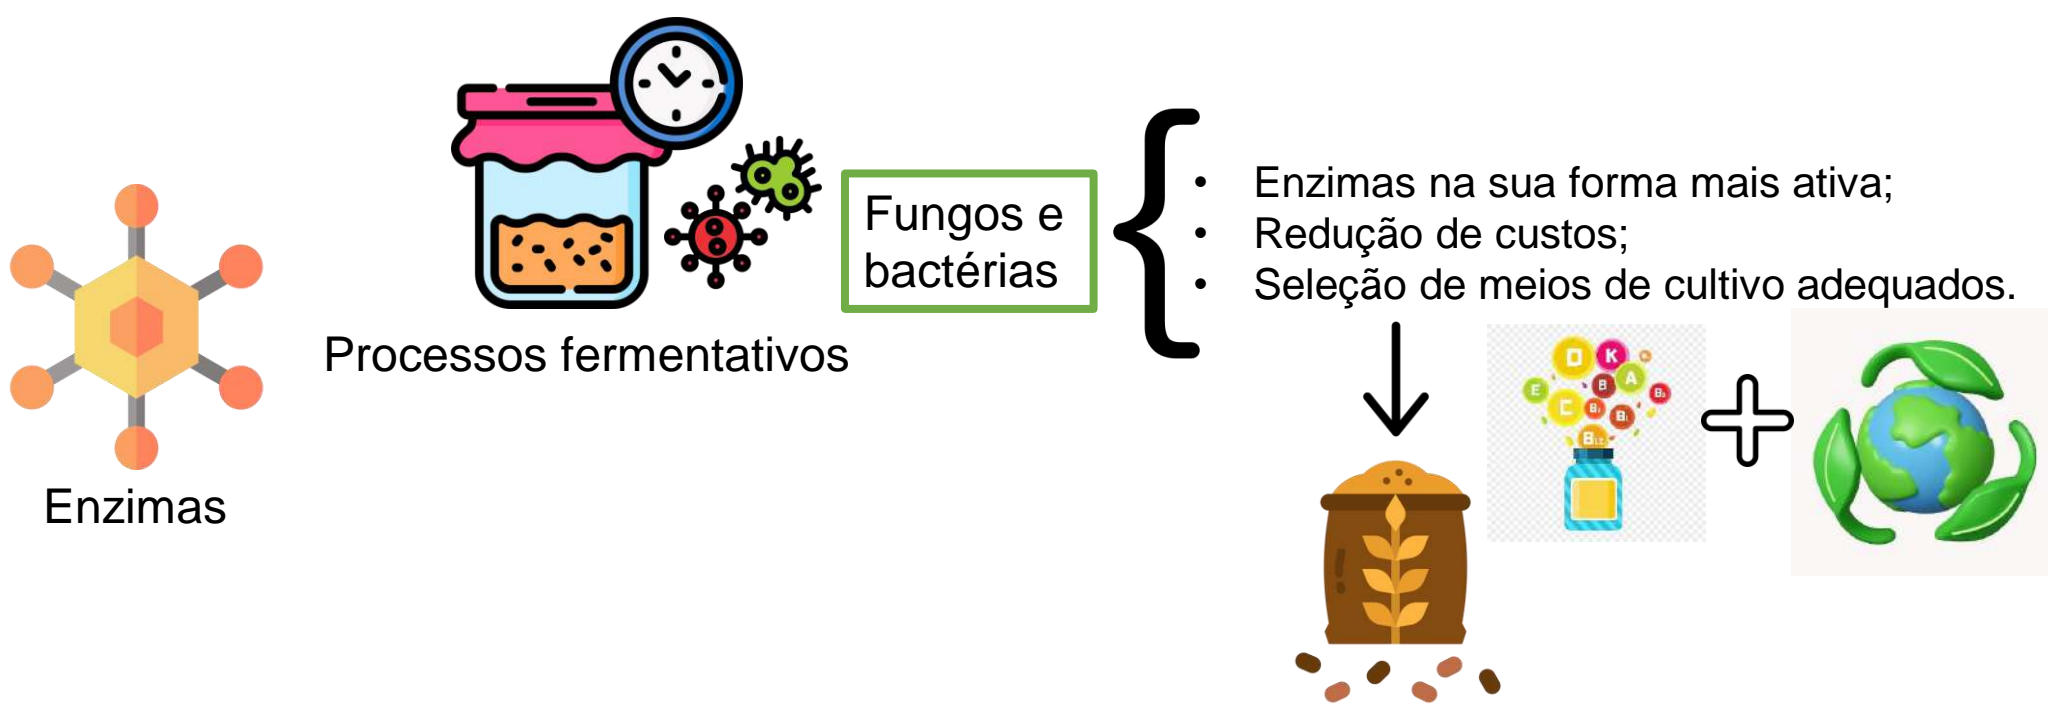 Enzimas
Processos fermentativos
Fungos e
bactérias
• Enzimas na sua forma mais ativa;
• Redução de custos;
• Seleção de meios de cultivo adequados.
D K
E B A
C
B
B12